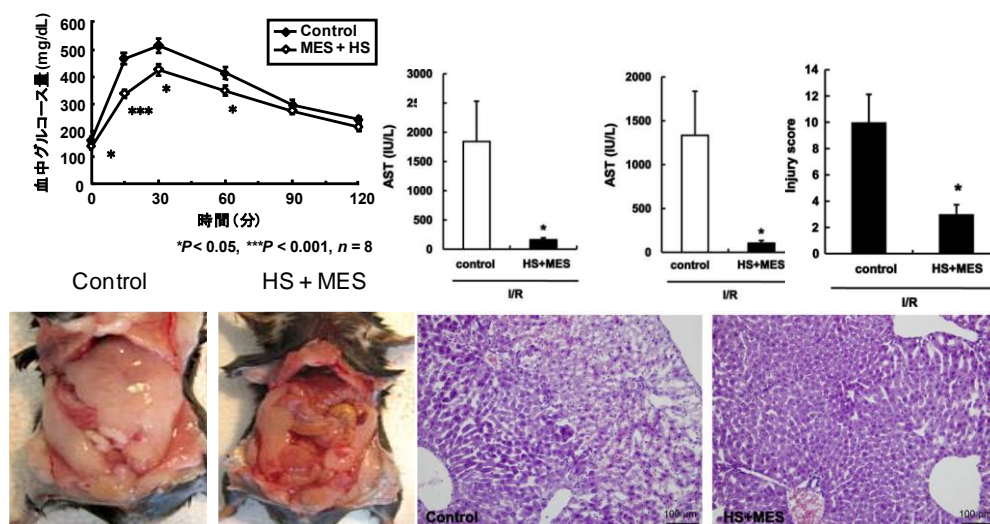 血中グルコース量 (mg/dL)
600
500
400
300
200
100
0
Control
MES + HS
*
***
*
*
0
30
60
90
120
時間 (分)
*P < 0.05, ***P < 0.001, n = 8
AST (IU/L)
3000
25
2000
1500
1000
500
0
*
control
HS+MES
I/R
AST (IU/L)
2000
1500
1000
500
0
*
control
HS+MES
I/R
Injury score
14
12
10
8
6
4
2
0
*
control
HS+MES
I/R
Control
HS + MES
Control
100 µm
HS+MES
100 µm